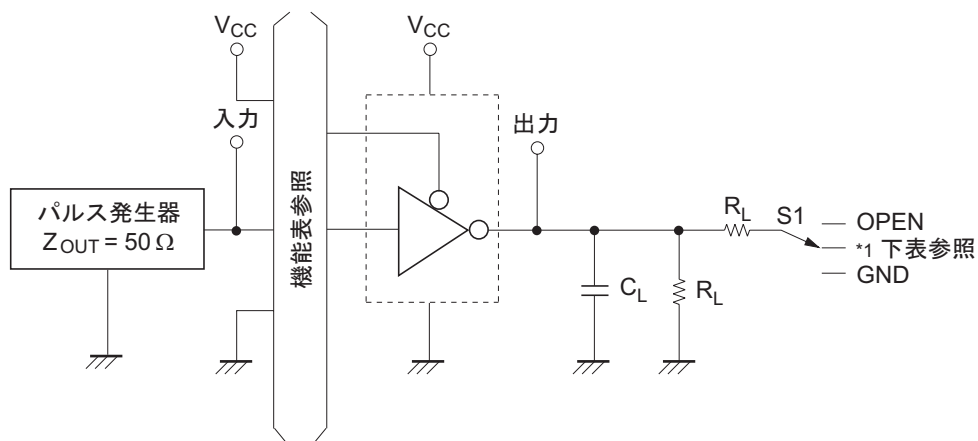 VCC
VCC
入力
出力
パルス発生器
ZOUT = 50 Ω
機能表参照
CL
RL
RL
S1
OPEN
*1 下表参照
GND